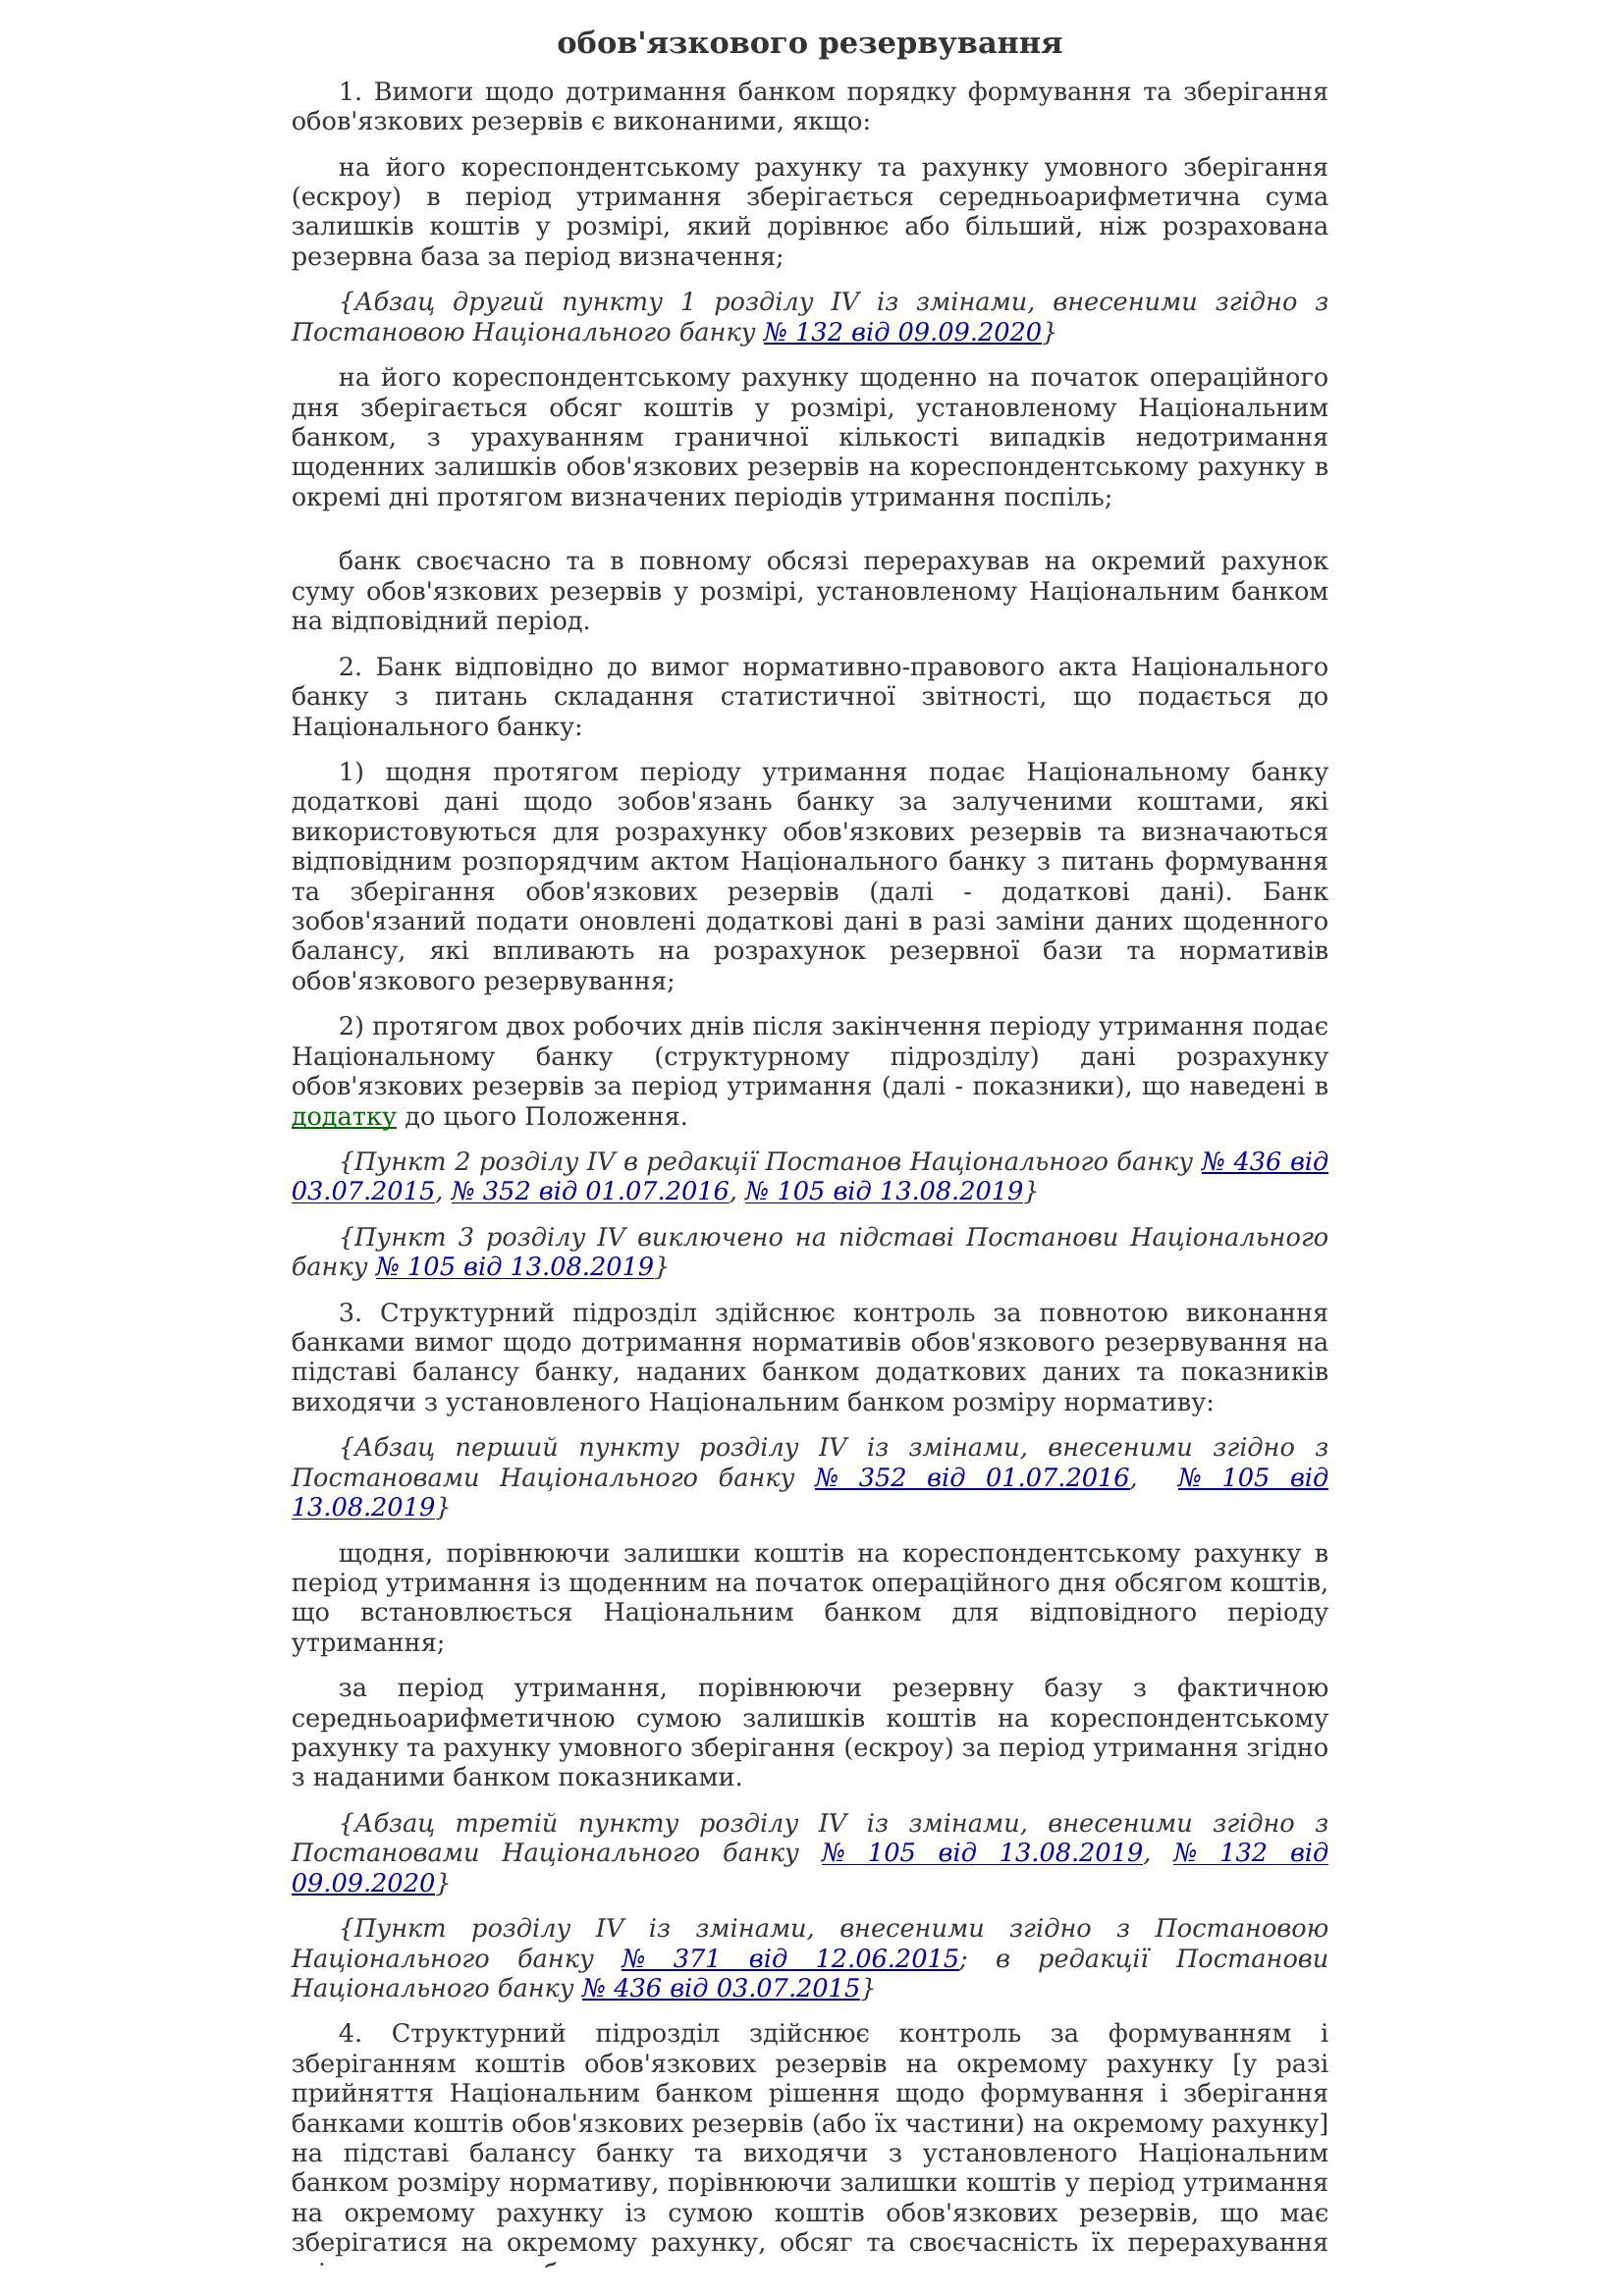 обов'язкового резервування
1. Вимоги щодо дотримання банком порядку формування та зберігання
обов'язкових резервів є виконаними, якщо:
на його кореспондентському рахунку та рахунку умовного зберігання
(ескроу) в період утримання зберігається середньоарифметична сума
залишків коштів у розмірі, який дорівнює або більший, ніж розрахована
резервна база за період визначення;
{Абзац другий пункту 1 розділу IV із змінами, внесеними згідно з
Постановою Національного банку № 132 від 09.09.2020}
на його кореспондентському рахунку щоденно на початок операційного
дня зберігається обсяг коштів у розмірі, установленому Національним
банком, з урахуванням граничної кількості випадків недотримання
щоденних залишків обов'язкових резервів на кореспондентському рахунку в
окремі дні протягом визначених періодів утримання поспіль;
банк своєчасно та в повному обсязі перерахував на окремий рахунок
суму обов'язкових резервів у розмірі, установленому Національним банком
на відповідний період.
2. Банк відповідно до вимог нормативно-правового акта Національного
банку з питань складання статистичної звітності, що подається до
Національного банку:
1) щодня протягом періоду утримання подає Національному банку
додаткові дані щодо зобов'язань банку за залученими коштами, які
використовуються для розрахунку обов'язкових резервів та визначаються
відповідним розпорядчим актом Національного банку з питань формування
та зберігання обов'язкових резервів (далі - додаткові дані). Банк
зобов'язаний подати оновлені додаткові дані в разі заміни даних щоденного
балансу, які впливають на розрахунок резервної бази та нормативів
обов'язкового резервування;
2) протягом двох робочих днів після закінчення періоду утримання подає
Національному банку (структурному підрозділу) дані розрахунку
обов'язкових резервів за період утримання (далі - показники), що наведені в
додатку до цього Положення.
{Пункт 2 розділу IV в редакції Постанов Національного банку № 436 від
03.07.2015, № 352 від 01.07.2016, № 105 від 13.08.2019}
{Пункт 3 розділу IV виключено на підставі Постанови Національного
банку № 105 від 13.08.2019}
3. Структурний підрозділ здійснює контроль за повнотою виконання
банками вимог щодо дотримання нормативів обов'язкового резервування на
підставі балансу банку, наданих банком додаткових даних та показників
виходячи з установленого Національним банком розміру нормативу:
{Абзац перший пункту розділу IV із змінами, внесеними згідно з
Постановами Національного банку № 352 від 01.07.2016, № 105 від
13.08.2019}
щодня, порівнюючи залишки коштів на кореспондентському рахунку в
період утримання із щоденним на початок операційного дня обсягом коштів,
що встановлюється Національним банком для відповідного періоду
утримання;
за період утримання, порівнюючи резервну базу з фактичною
середньоарифметичною сумою залишків коштів на кореспондентському
рахунку та рахунку умовного зберігання (ескроу) за період утримання згідно
з наданими банком показниками.
{Абзац третій пункту розділу IV із змінами, внесеними згідно з
Постановами Національного банку № 105 від 13.08.2019, № 132 від
09.09.2020}
{Пункт розділу IV із змінами, внесеними згідно з Постановою
Національного банку № 371 від 12.06.2015; в редакції Постанови
Національного банку № 436 від 03.07.2015}
4. Структурний підрозділ здійснює контроль за формуванням і
зберіганням коштів обов'язкових резервів на окремому рахунку [у разі
прийняття Національним банком рішення щодо формування і зберігання
банками коштів обов'язкових резервів (або їх частини) на окремому рахунку]
на підставі балансу банку та виходячи з установленого Національним
банком розміру нормативу, порівнюючи залишки коштів у період утримання
на окремому рахунку із сумою коштів обов'язкових резервів, що має
зберігатися на окремому рахунку, обсяг та своєчасність їх перерахування